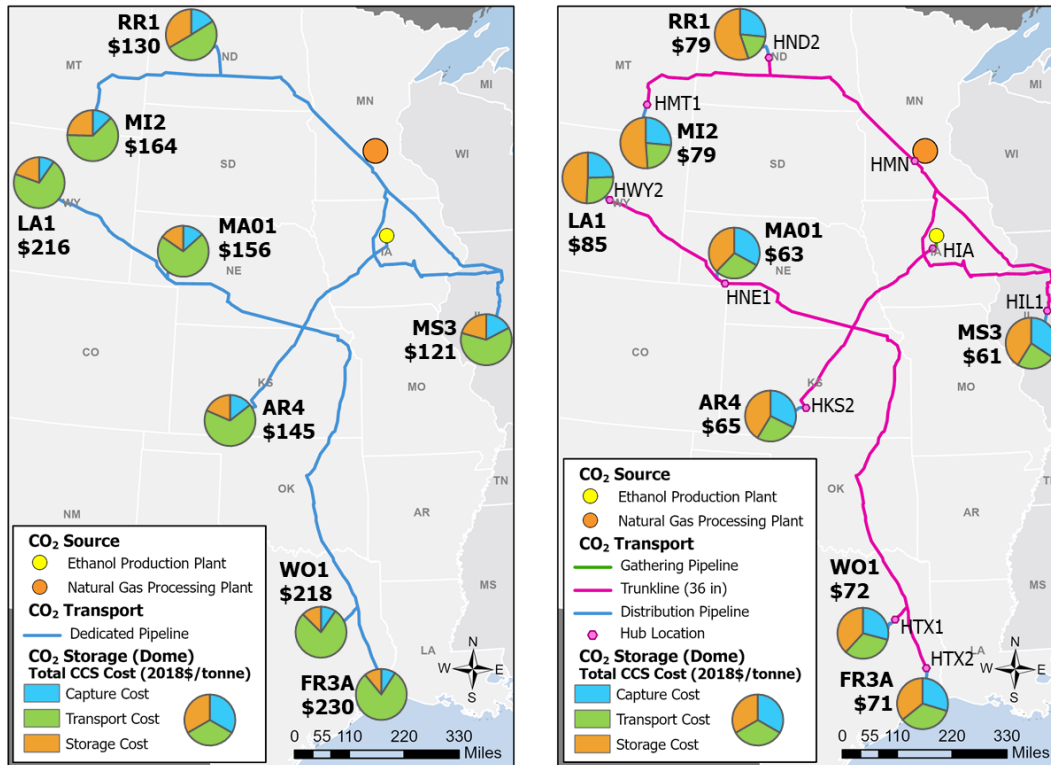 RR1
$130
ND
MT
MN
MI
MI2
$164
WI
SD
LA1
$216
WY
MA01
$156
IA
NE
IL
MS3
$121
CO
KS
MO
AR4
$145
OK
TN
NM
AR
CO₂ Source
Ethanol Production Plant
Natural Gas Processing Plant
CO₂ Transport
Dedicated Pipeline
CO₂ Storage (Dome)
Total CCS Cost (2018$/tonne)
Capture Cost
Transport Cost
Storage Cost
WO1
$218
MS
LA
N
W
E
S
FR3A
$230
0 55 110 220 330
Miles
RR1
$79
HND2
ND
MT
MN
MI
HMT1
MI2
$79
HMN
WI
SD
LA1
$85
HWY2
WY
MA01
$63
IA
HIA
NE
HNE1
HIL1
IL
MS3
$61
CO
KS
MO
AR4
$65
HKS2
OK
AR
CO₂ Source
Ethanol Production Plant
Natural Gas Processing Plant
CO₂ Transport
Gathering Pipeline
Trunkline (36 in)
Distribution Pipeline
Hub Location
CO₂ Storage (Dome)
Total CCS Cost (2018$/tonne)
Capture Cost
Transport Cost
Storage Cost
WO1
$72
HTX1
MS
LA
HTX2
N
W
E
S
FR3A
$71
0 55 110 220 330
Miles